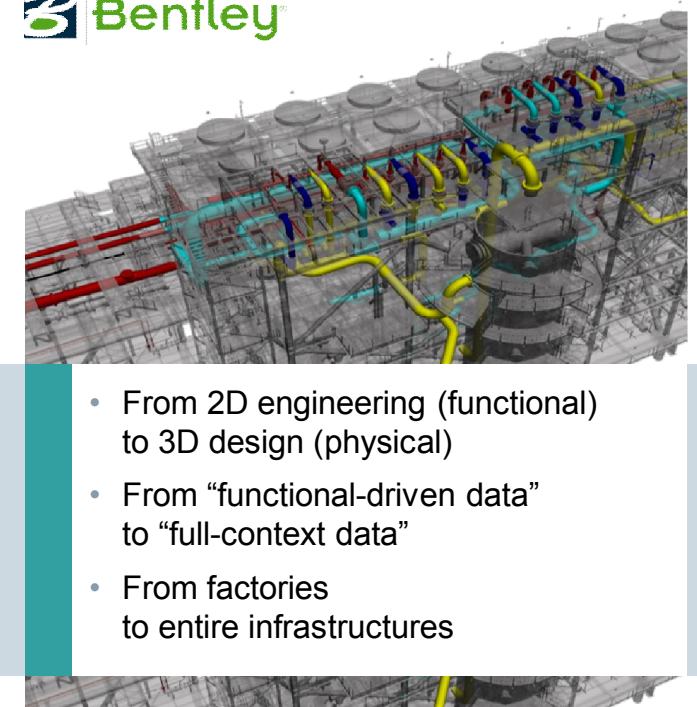 Bentley®
• From 2D engineering (functional)
to 3D design (physical)
• From “functional-driven data”
to “full-context data”
• From factories
to entire infrastructures